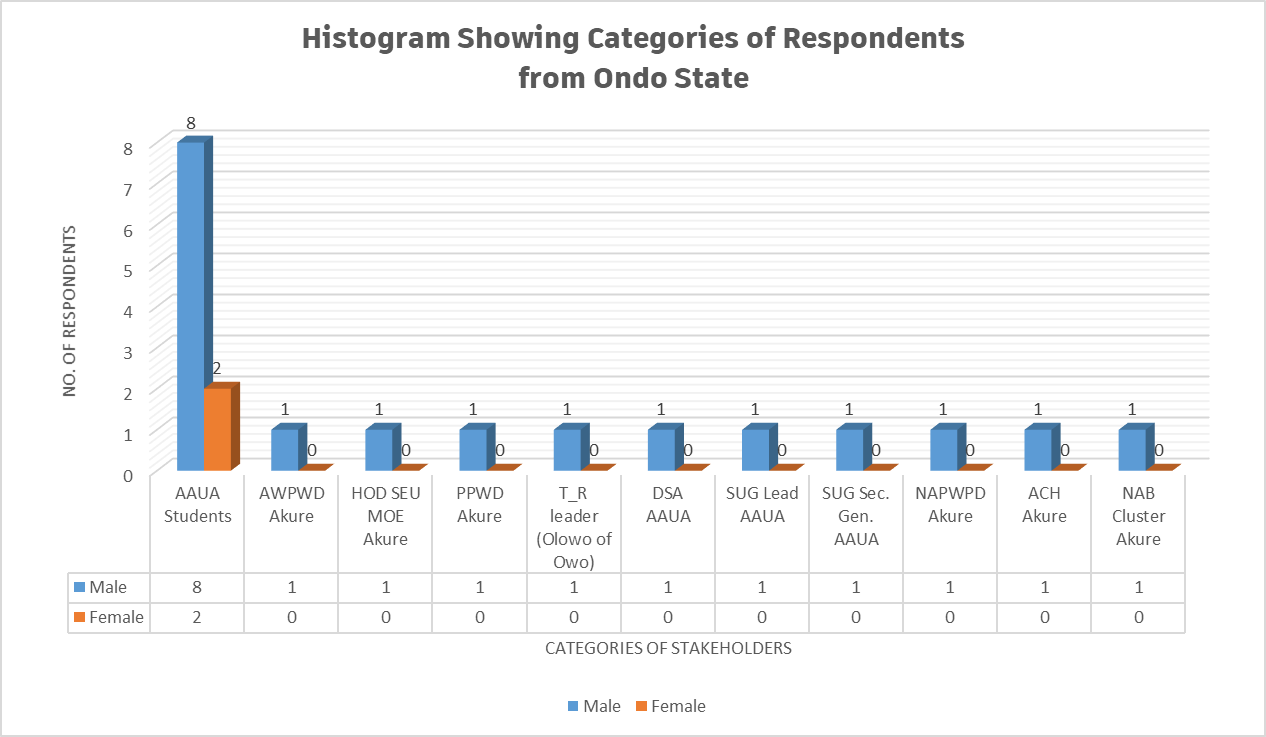 Histogram Showing Categories of Respondents
from Ondo State
NO. OF RESPONDENTS
8
7
6
5
4
3
2
1
0
8
2
1 0 1 0 1 0 1 0 1 0 1 0 1 0 1 0 1 0 1 0
AAUA
Students
AWPWD
Akure
HOD SEU
MOE
Akure
PPWD
Akure
T_R
leader
(Olowo of
Owo)
DSA
AAUA
SUG Lead
AAUA
SUG Sec.
Gen.
AAUA
NAPWPD
Akure
ACH
Akure
NAB
Cluster
Akure
Male 8 1 1 1 1 1 1 1 1 1 1
Female 2 0 0 0 0 0 0 0 0 0 0
CATEGORIES OF STAKEHOLDERS
Male Female